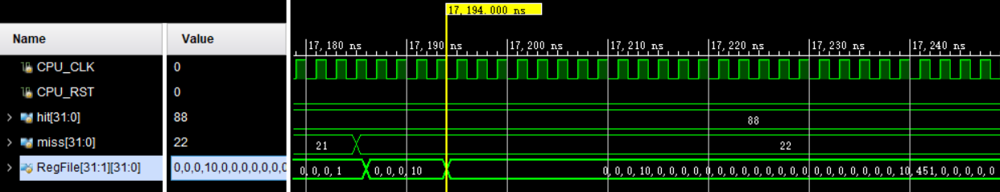 17,194.000 ns
Name Value
17,180 ns 17,190 ns 17,200 ns 17,210 ns 17,220 ns 17,230 ns 17,240 ns
CPU_CLK 0
CPU_RST 0
hit[31:0] 88 88
miss[31:0] 22 21 22
RegFile[31:1][31:0] 0,0,0,10,0,0,0,0,0,0,0 0,0,0,1 0,0,0,10 0,0,0,10,0,0,0,0,0,0,0,0,0,0,0,0,0,0,0,0,0,0,0,10,451,0,0,0,0,0